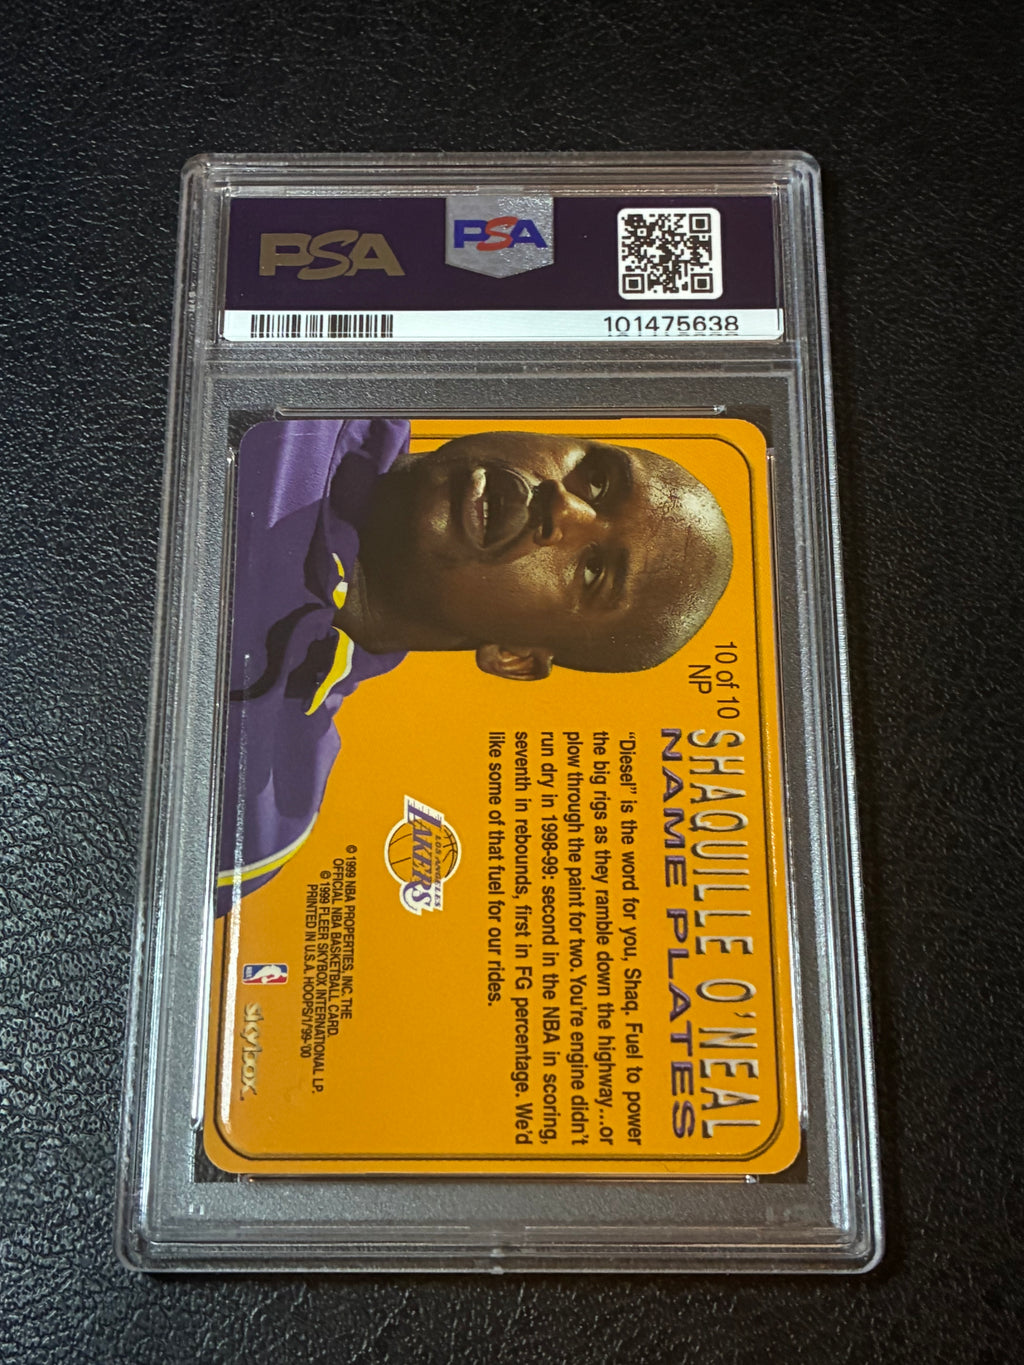 PSA
PSA
101475638
10 of 10
NP
SHAQUILLE O'NEAL
NAME PLATES
"Diesel" is the word for you, Shaq. Fuel to power
the big rigs as they ramble down the highway...or
plow through the paint for two. You're engine didn't
run dry in 1998-99: second in the NBA in scoring,
seventh in rebounds, first in FG percentage. We'd
like some of that fuel for our rides.
LOS ANGELES
LAKERS
© 1999 NBA PROPERTIES, INC. THE
OFFICIAL NBA BASKETBALL CARD.
© 1999 FLEER SKYBOX INTERNATIONAL LP.
PRINTED IN U.S.A. HOOPS/1/99-'00
skybox